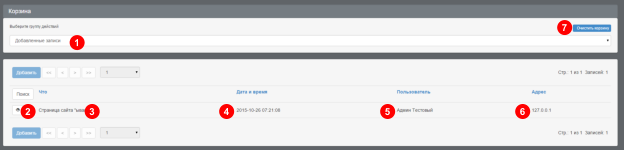 Корзина
Выберите группу действий:
7
Очистить корзину
Добавленные записи
1
Добавить << < > >> 1
Стр.: 1 из 1 Записей: 1
Поиск Что Дата и время Пользователь Адрес
2 Страница сайта 3 4 2015-10-26 07:21:08 5 Админ Тестовый 6 127.0.0.1
Добавить << < > >> 1
Стр.: 1 из 1 Записей: 1